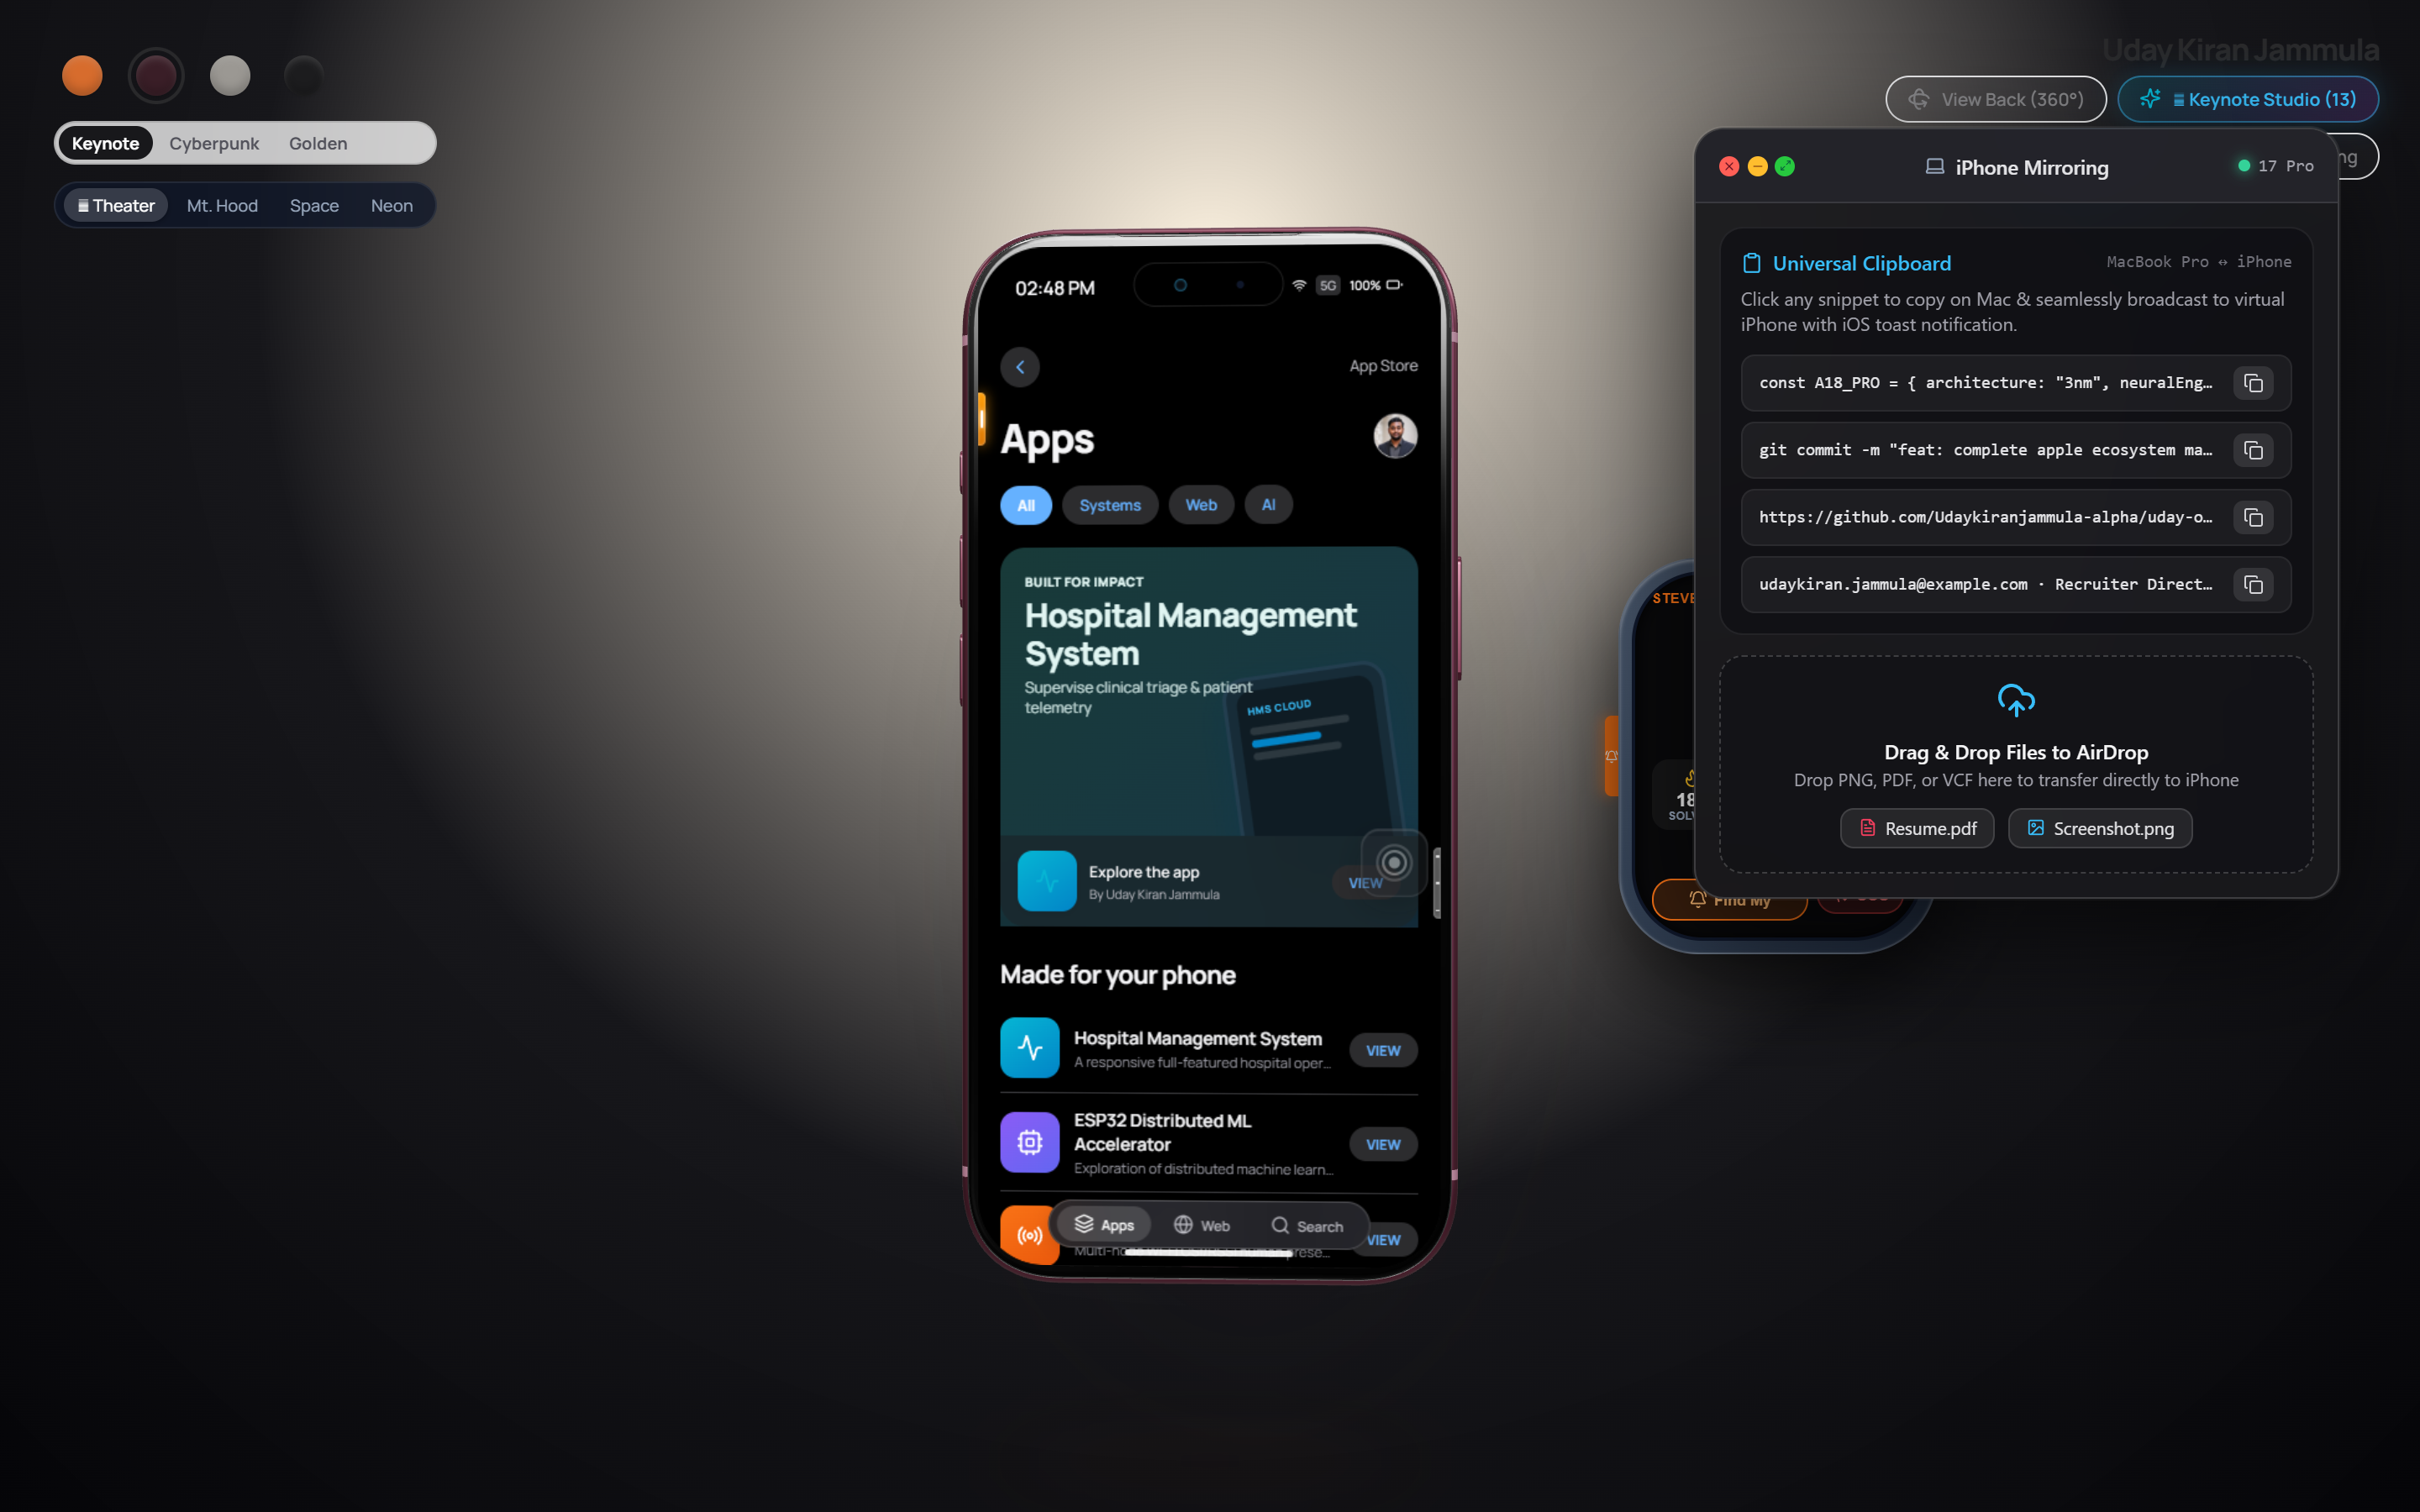 Uday Kiran Jammula
View Back (360°)
Keynote Studio (13)
Keynote Cyberpunk Golden
Theater Mt. Hood Space Neon
iPhone Mirroring
17 Pro
Universal Clipboard
MacBook Pro ↔ iPhone
Click any snippet to copy on Mac & seamlessly broadcast to virtual
iPhone with iOS toast notification.
const A18_PRO = { architecture: "3nm", neuralEng…
git commit -m "feat: complete apple ecosystem ma…
https://github.com/Udaykiranjammula-alpha/uday-o…
udaykiran.jammula@example.com · Recruiter Direct…
Drag & Drop Files to AirDrop
Drop PNG, PDF, or VCF here to transfer directly to iPhone
Resume.pdf
Screenshot.png
02:48 PM
5G
100%
App Store
Apps
All
Systems
Web
AI
BUILT FOR IMPACT
Hospital Management
System
Supervise clinical triage & patient
telemetry
HMS CLOUD
Explore the app
By Uday Kiran Jammula
VIEW
Made for your phone
Hospital Management System
A responsive full-featured hospital oper…
VIEW
ESP32 Distributed ML
Accelerator
Exploration of distributed machine learn…
VIEW
VIEW
Apps
Web
Search
Find My